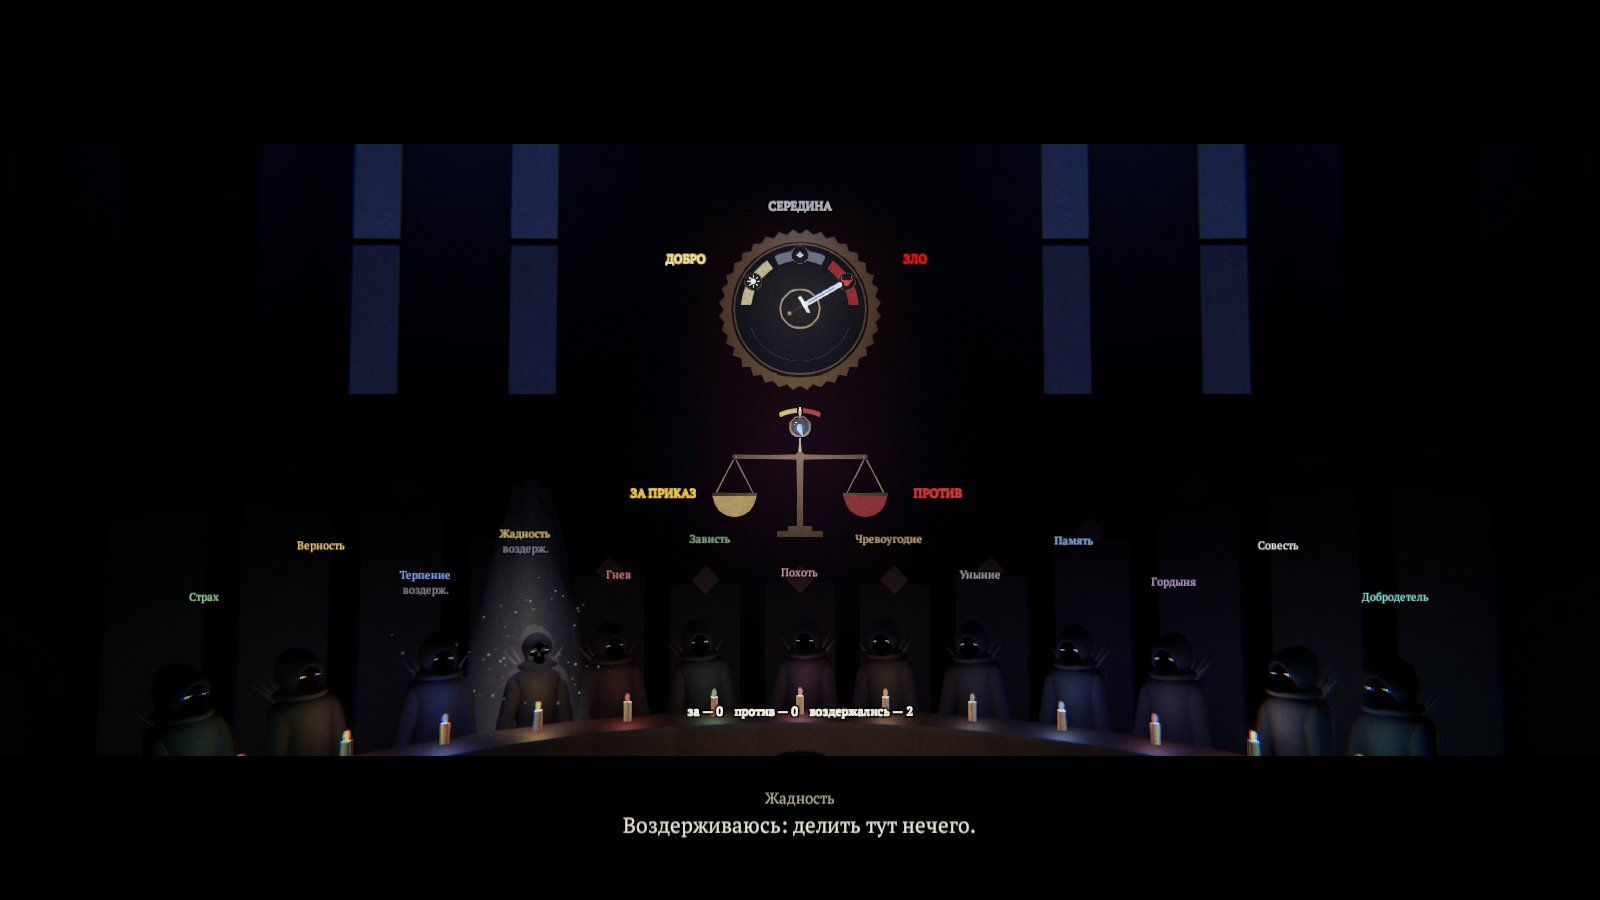 СЕРЕДИНА
ДОБРО
ЗЛО
ЗА ПРИКАЗ
ПРОТИВ
Жадность
воздерж.
Зависть
Чревоугодие
Память
Верность
Совесть
Терпение
воздерж.
Гнев
Похоть
Уныние
Гордыня
Страх
Добродетель
за — 0 против — 0 воздержались — 2
Жадность
Воздерживаюсь: делить тут нечего.